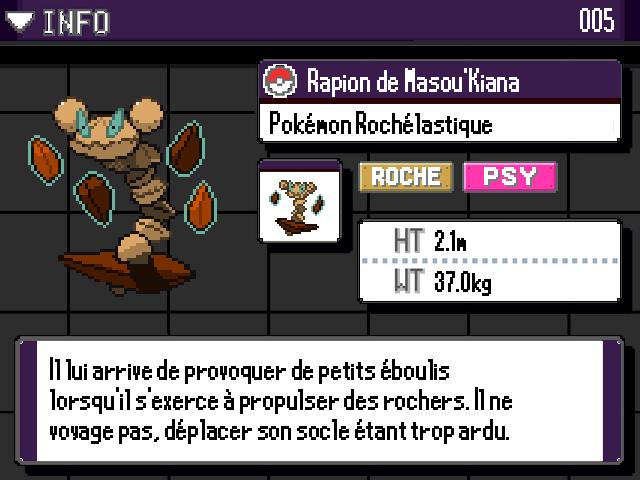 INFO
005
Rapion de Masou'Kiana
Pokémon Rochélastique
ROCHE PSY
HT 2.1m
WT 37.0kg
Il lui arrive de provoquer de petits éboulis
lorsqu'il s'exerce à propulser des rochers. Il ne
voyage pas, déplacer son socle étant trop ardu.